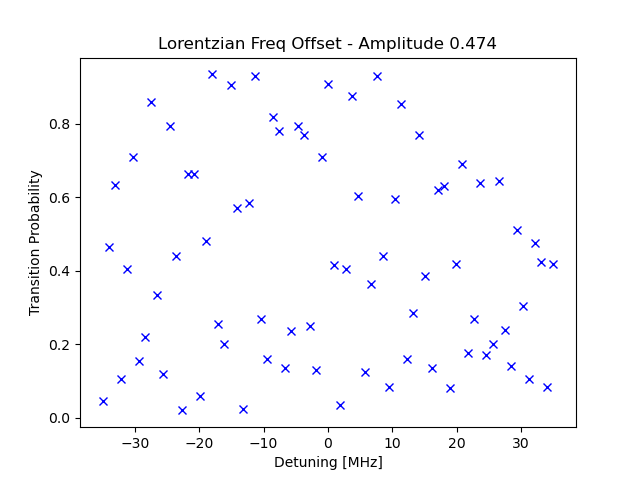 Lorentzian Freq Offset - Amplitude 0.474
Transition Probability
0.8
0.6
0.4
0.2
0.0
−30 −20 −10 0 10 20 30
Detuning [MHz]